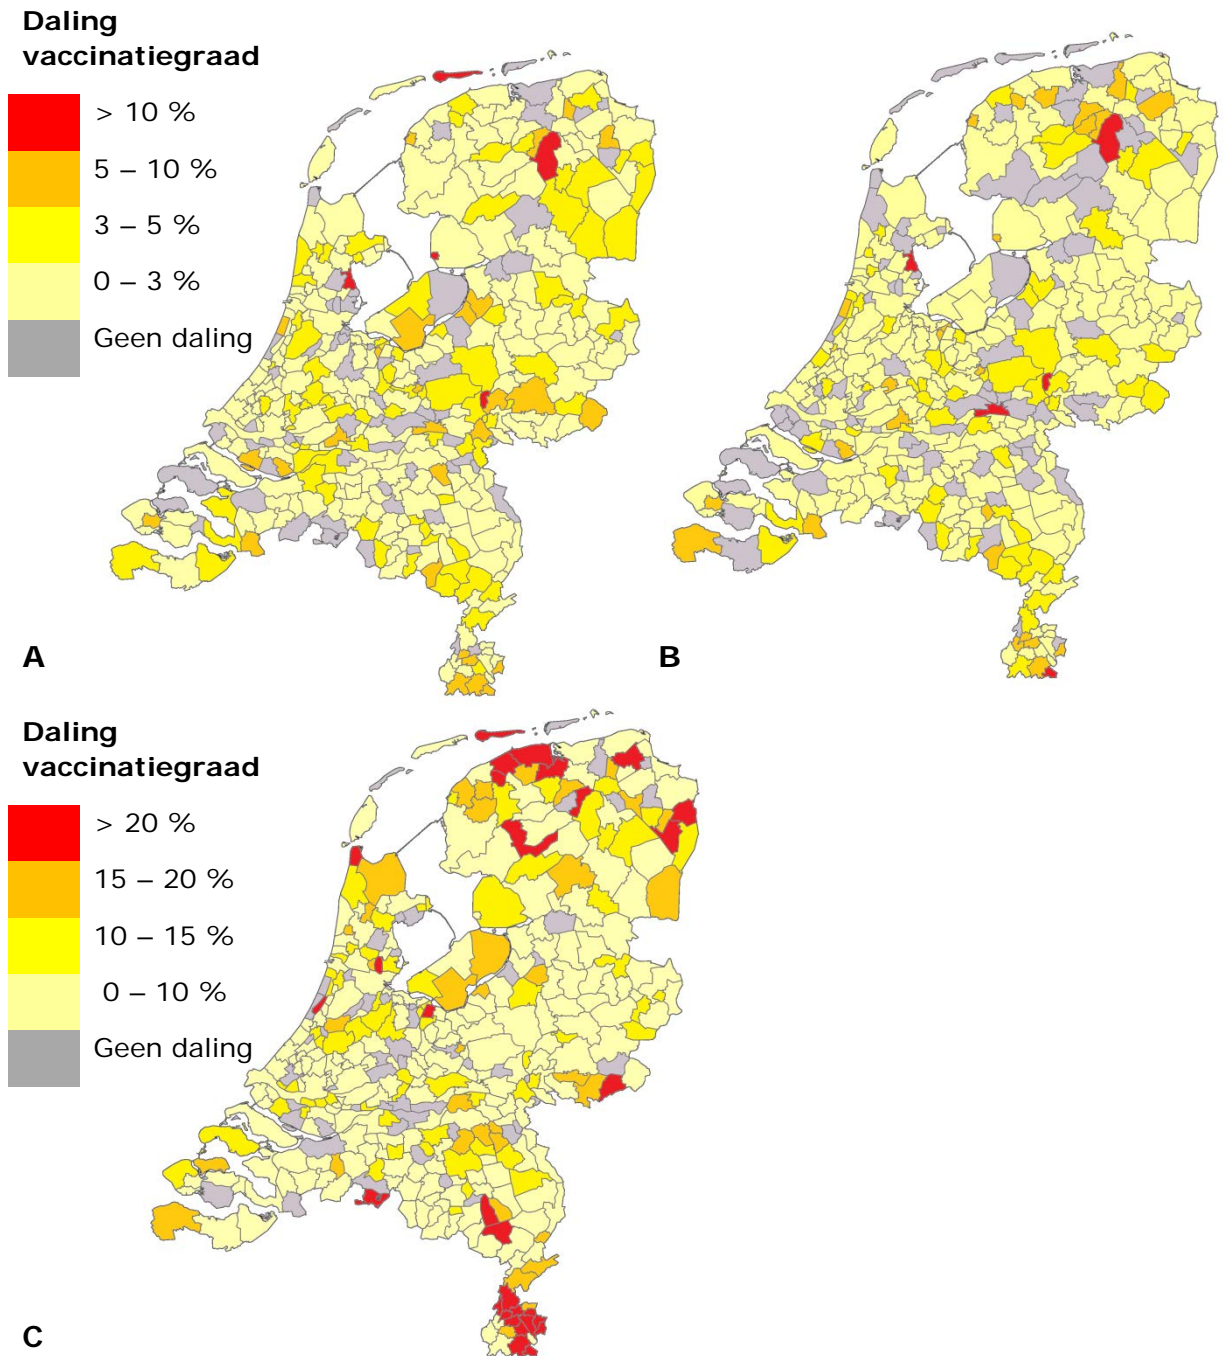 Daling
vaccinatiegraad
> 10 %
5 – 10 %
3 – 5 %
0 – 3 %
Geen daling
A
B
Daling
vaccinatiegraad
> 20 %
15 – 20 %
10 – 15 %
0 – 10 %
Geen daling
C